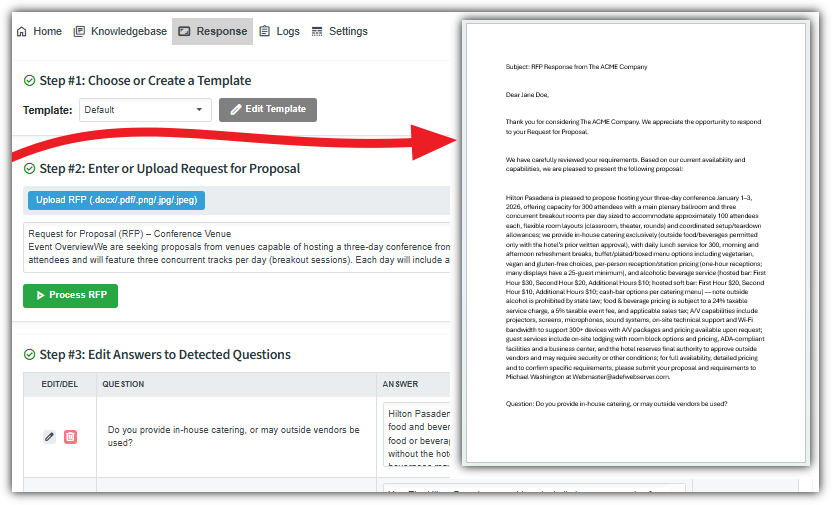 Home Knowledgebase Response Logs Settings
Step #1: Choose or Create a Template
Template: Default Edit Template
Step #2: Enter or Upload Request for Proposal
Upload RFP (.docx/.pdf/.png/.jpg/.jpeg)
Request for Proposal (RFP) – Conference Venue
Event OverviewWe are seeking proposals from venues capable of hosting a three-day conference from
attendees and will feature three concurrent tracks per day (breakout sessions). Each day will include a
Process RFP
Step #3: Edit Answers to Detected Questions
EDIT/DEL QUESTION ANSWER
Do you provide in-house catering, or may outside vendors be
used?
Hilton Pasaden
food and bever
food or beverag
without the hote
Subject: RFP Response from The ACME Company
Dear Jane Doe,
Thank you for considering The ACME Company. We appreciate the opportunity to respond
to your Request for Proposal.
We have carefully reviewed your requirements. Based on our current availability and
capabilities, we are pleased to present the following proposal:
Hilton Pasadena is pleased to propose hosting your three-day conference January 1–3,
2026, offering capacity for 300 attendees with a main plenary ballroom and three
concurrent breakout rooms per day sized to accommodate approximately 100 attendees
each, flexible room layouts (classroom, theater, rounds) and coordinated setup/teardown
allowances; we provide in-house catering exclusively (outside food/beverages permitted
only with the hotel's prior written approval), with daily lunch service for 300, morning and
afternoon refreshment breaks, buffet/plated/boxed menu options including vegetarian,
vegan and gluten-free choices, per-person reception/station pricing (one-hour receptions;
many displays have a 25-guest minimum), and alcoholic beverage service (hosted bar: First
Hour $30, Second Hour $20, Additional Hours $10; hosted soft bar: First Hour $20, Second
Hour $10, Additional Hours $10; cash-bar options per catering menu) — note outside
alcohol is prohibited by state law; food & beverage pricing is subject to a 24% taxable
service charge, a 5% taxable event fee, and applicable sales tax; A/V capabilities include
projectors, screens, microphones, sound systems, on-site technical support and Wi-Fi
bandwidth to support 300+ devices with A/V packages and pricing available upon request;
guest services include on-site lodging with room block options and pricing, ADA-compliant
facilities and a business center, and the hotel reserves final authority to approve outside
vendors and may require security or other conditions; for full availability, detailed pricing
and to confirm specific requirements, please submit your proposal and requirements to
Michael Washington at Webmaster@adefwebserver.com.
Question: Do you provide in-house catering, or may outside vendors be used?